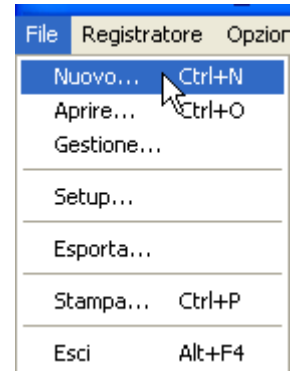 File Registratore Opzion
Nuovo... Ctrl+N
Aprire... Ctrl+O
Gestione...
Setup...
Esporta...
Stampa... Ctrl+P
Esci Alt+F4